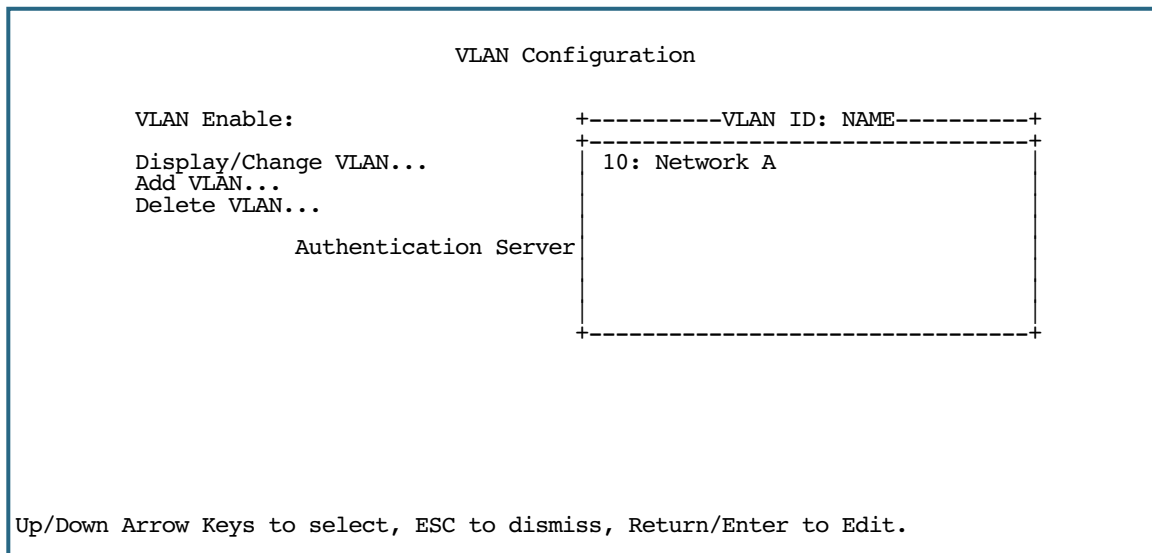 VLAN Configuration
VLAN Enable: +----------VLAN ID: NAME----------+
+---------------------------------+
Display/Change VLAN... | 10: Network A |
Add VLAN... | |
Delete VLAN... | |
| |
Authentication Server| |
| |
| |
| |
+---------------------------------+
Up/Down Arrow Keys to select, ESC to dismiss, Return/Enter to Edit.